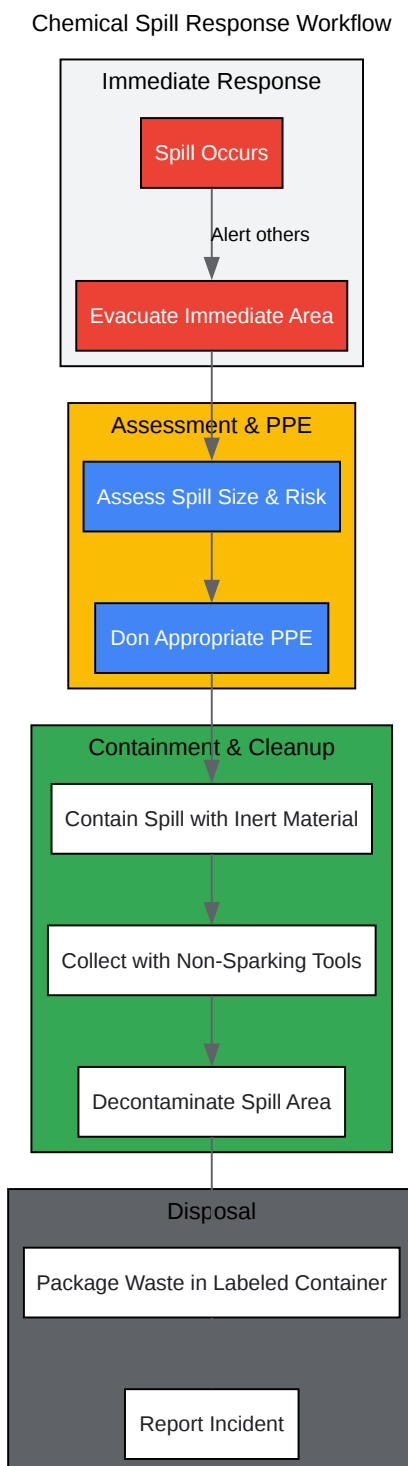 Chemical Spill Response Workflow
Immediate Response
Spill Occurs
Alert others
Evacuate Immediate Area
Assessment & PPE
Assess Spill Size & Risk
Don Appropriate PPE
Containment & Cleanup
Contain Spill with Inert Material
Collect with Non-Sparking Tools
Decontaminate Spill Area
Disposal
Package Waste in Labeled Container
Report Incident